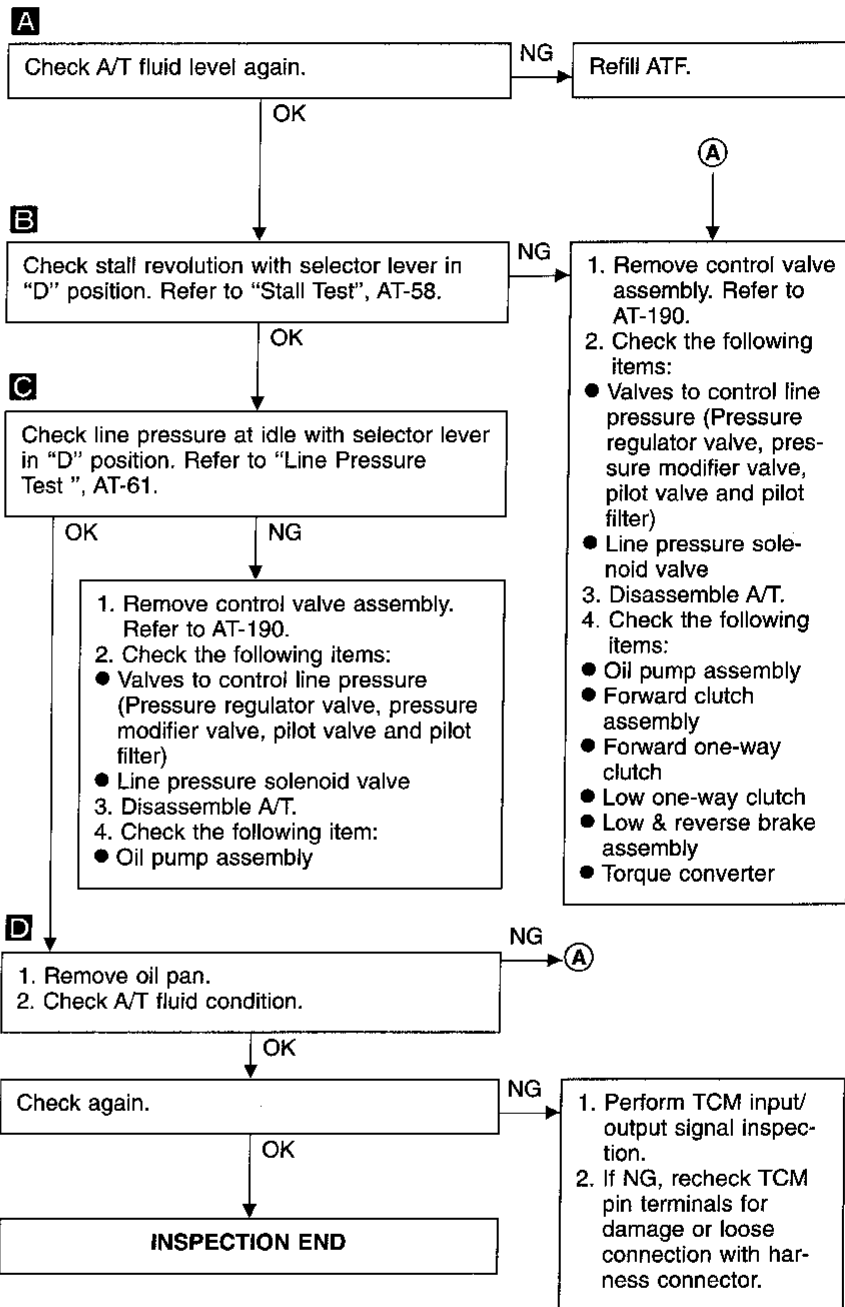 A
Check A/T fluid level again.
NG
Refill ATF.
OK
A
B
Check stall revolution with selector lever in
"D" position. Refer to "Stall Test", AT-58.
NG
OK
1. Remove control valve
assembly. Refer to
AT-190.
2. Check the following
items:
● Valves to control line
pressure (Pressure
regulator valve, pres-
sure modifier valve,
pilot valve and pilot
filter)
● Line pressure sole-
noid valve
3. Disassemble A/T.
4. Check the following
items:
● Oil pump assembly
● Forward clutch
assembly
● Forward one-way
clutch
● Low one-way clutch
● Low & reverse brake
assembly
● Torque converter
C
Check line pressure at idle with selector lever
in "D" position. Refer to "Line Pressure
Test ", AT-61.
OK
NG
1. Remove control valve assembly.
Refer to AT-190.
2. Check the following items:
● Valves to control line pressure
(Pressure regulator valve, pressure
modifier valve, pilot valve and pilot
filter)
● Line pressure solenoid valve
3. Disassemble A/T.
4. Check the following item:
● Oil pump assembly
D
1. Remove oil pan.
2. Check A/T fluid condition.
NG
A
OK
Check again.
NG
1. Perform TCM input/
output signal inspec-
tion.
2. If NG, recheck TCM
pin terminals for
damage or loose
connection with har-
ness connector.
OK
INSPECTION END